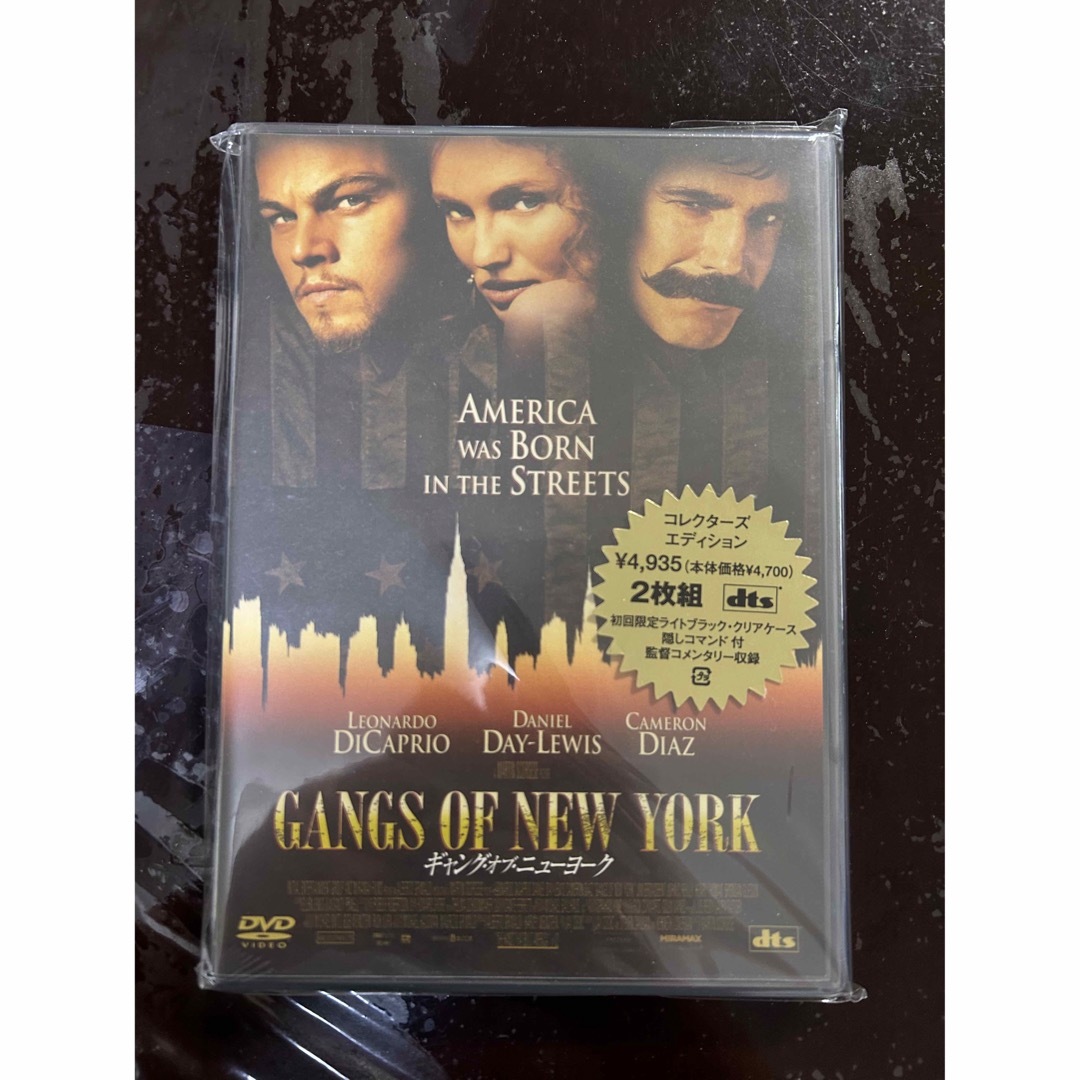 AMERICA
WAS BORN
IN THE STREETS
コレクターズ
エディション
¥4,935(本体価格¥4,700)
2枚組 dts
初回限定ライトブラック・クリアケース
隠しコマンド付
監督コメンタリー収録
LEONARDO DICAPRIO
DANIEL DAY-LEWIS
CAMERON DIAZ
GANGS OF NEW YORK
ギャング・オブ・ニューヨーク
DVD
VIDEO
MIRAMAX
dts